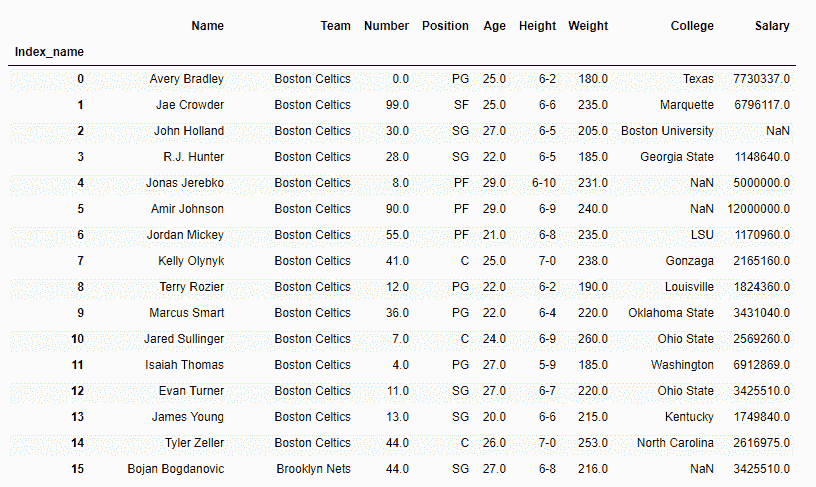 Name Team Number Position Age Height Weight College Salary
Index_name
0 Avery Bradley Boston Celtics 0.0 PG 25.0 6-2 180.0 Texas 7730337.0
1 Jae Crowder Boston Celtics 99.0 SF 25.0 6-6 235.0 Marquette 6796117.0
2 John Holland Boston Celtics 30.0 SG 27.0 6-5 205.0 Boston University NaN
3 R.J. Hunter Boston Celtics 28.0 SG 22.0 6-5 185.0 Georgia State 1148640.0
4 Jonas Jerebko Boston Celtics 8.0 PF 29.0 6-10 231.0 NaN 5000000.0
5 Amir Johnson Boston Celtics 90.0 PF 29.0 6-9 240.0 NaN 12000000.0
6 Jordan Mickey Boston Celtics 55.0 PF 21.0 6-8 235.0 LSU 1170960.0
7 Kelly Olynyk Boston Celtics 41.0 C 25.0 7-0 238.0 Gonzaga 2165160.0
8 Terry Rozier Boston Celtics 12.0 PG 22.0 6-2 190.0 Louisville 1824360.0
9 Marcus Smart Boston Celtics 36.0 PG 22.0 6-4 220.0 Oklahoma State 3431040.0
10 Jared Sullinger Boston Celtics 7.0 C 24.0 6-9 260.0 Ohio State 2569260.0
11 Isaiah Thomas Boston Celtics 4.0 PG 27.0 5-9 185.0 Washington 6912869.0
12 Evan Turner Boston Celtics 11.0 SG 27.0 6-7 220.0 Ohio State 3425510.0
13 James Young Boston Celtics 13.0 SG 20.0 6-6 215.0 Kentucky 1749840.0
14 Tyler Zeller Boston Celtics 44.0 C 26.0 7-0 253.0 North Carolina 2616975.0
15 Bojan Bogdanovic Brooklyn Nets 44.0 SG 27.0 6-8 216.0 NaN 3425510.0